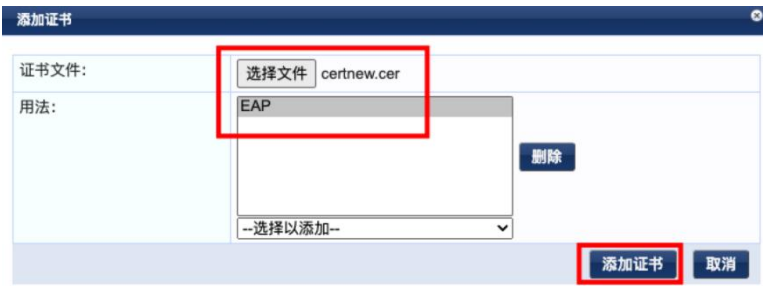 添加证书
证书文件:
选择文件 certnew.cer
用法:
EAP
删除
--选择以添加--
添加证书 取消